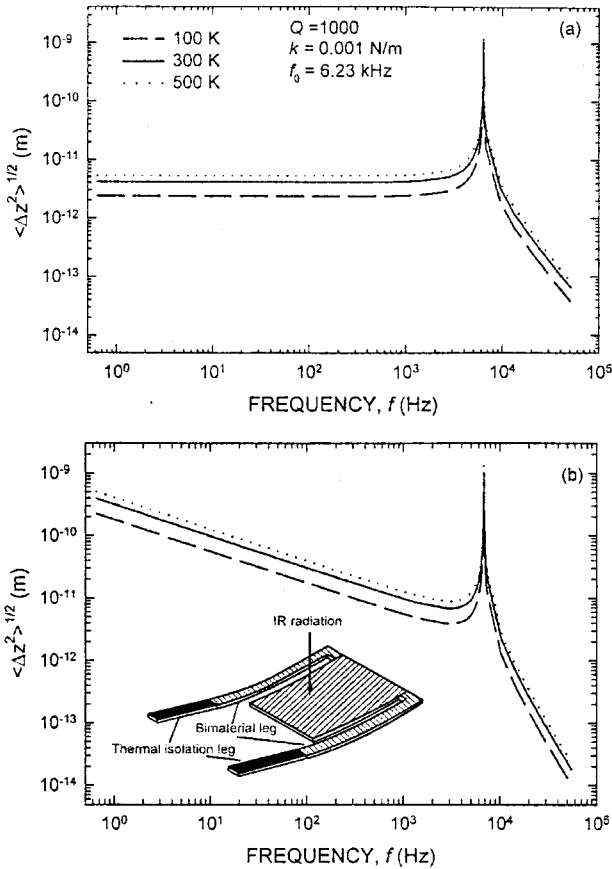 (a)
100 K
300 K
500 K
Q = 1000
k = 0.001 N/m
f₀ = 6.23 kHz
<Δz²>¹/² (m)
10⁻⁹
10⁻¹⁰
10⁻¹¹
10⁻¹²
10⁻¹³
10⁻¹⁴
10⁰ 10¹ 10² 10³ 10⁴ 10⁵
FREQUENCY, f (Hz)
(b)
<Δz²>¹/² (m)
10⁻⁹
10⁻¹⁰
10⁻¹¹
10⁻¹²
10⁻¹³
10⁻¹⁴
IR radiation
Bimaterial leg
Thermal isolation leg
10⁰ 10¹ 10² 10³ 10⁴ 10⁵
FREQUENCY, f (Hz)